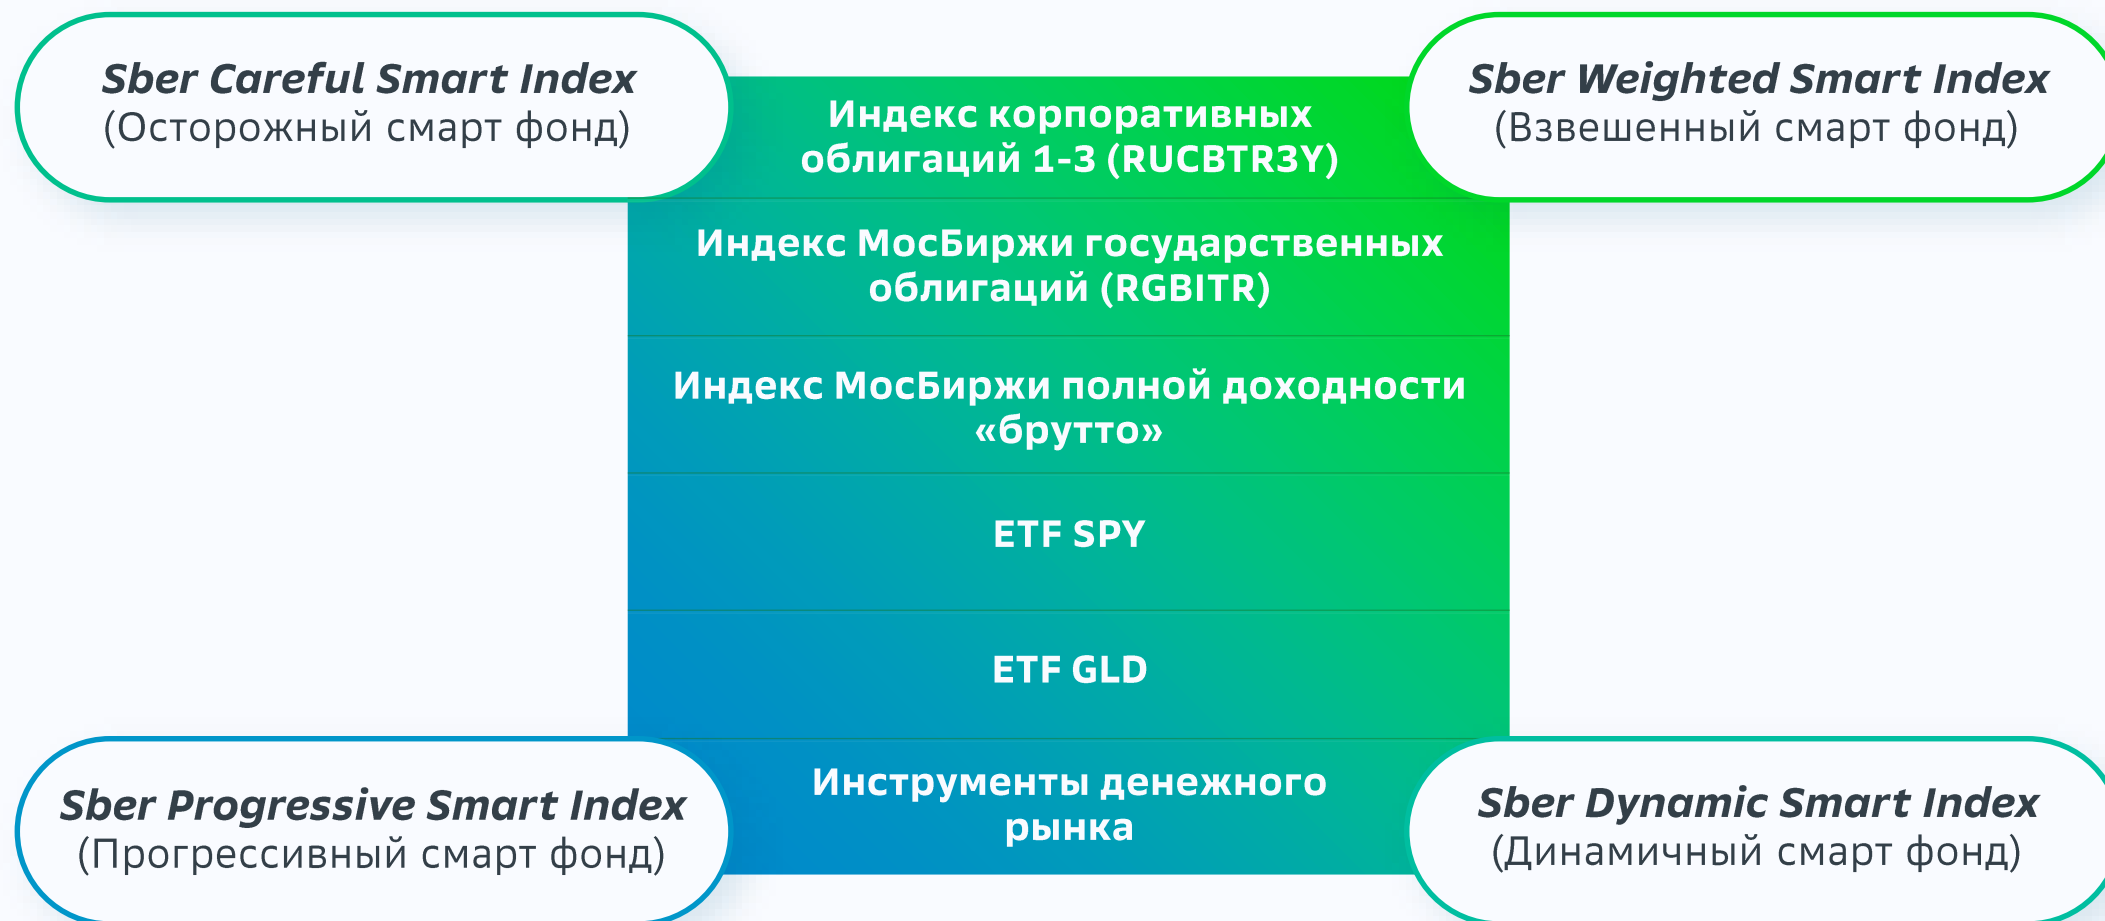 Sber Careful Smart Index
(Осторожный смарт фонд)
Sber Weighted Smart Index
(Взвешенный смарт фонд)
Индекс корпоративных
облигаций 1-3 (RUCBTR3Y)
Индекс МосБиржи государственных
облигаций (RGBITR)
Индекс МосБиржи полной доходности
«брутто»
ETF SPY
ETF GLD
Инструменты денежного
рынка
Sber Progressive Smart Index
(Прогрессивный смарт фонд)
Sber Dynamic Smart Index
(Динамичный смарт фонд)